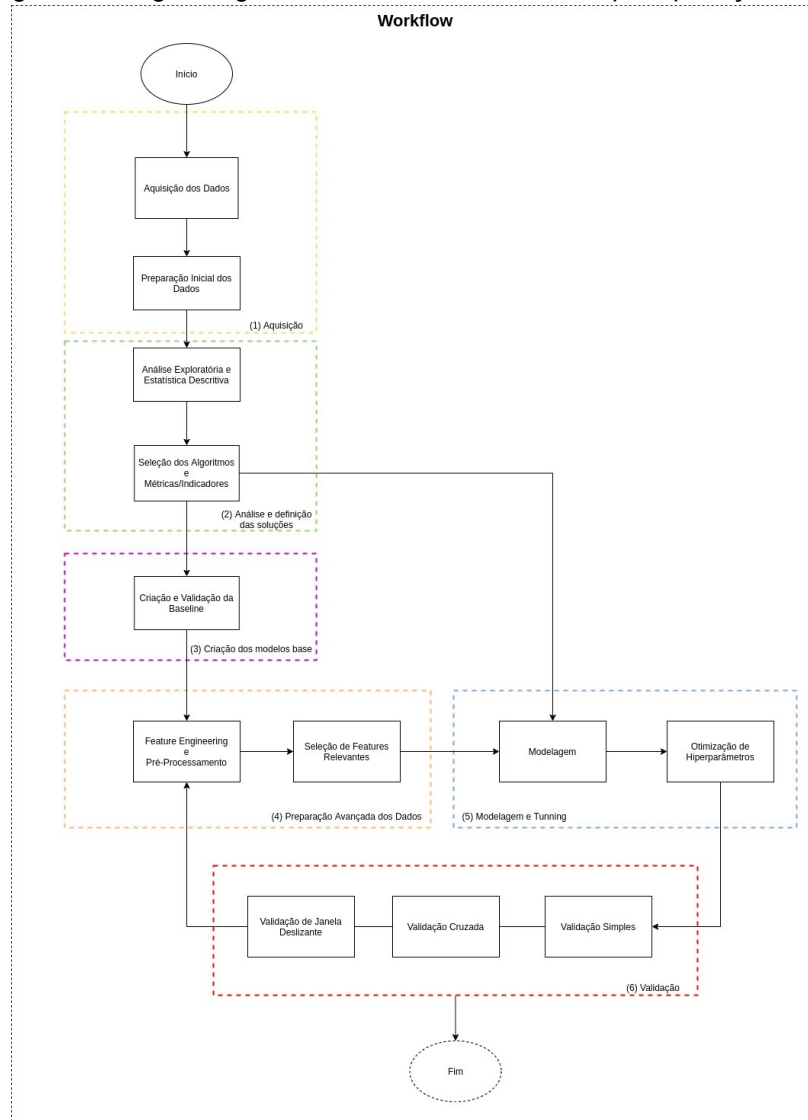 Workflow
Início
Aquisição dos Dados
Preparação Inicial dos
Dados
(1) Aquisição
Análise Exploratória e
Estatística Descritiva
Seleção dos Algoritmos
e
Métricas/Indicadores
(2) Análise e definição
das soluções
Criação e Validação da
Baseline
(3) Criação dos modelos base
Feature Engineering
e
Pré-Processamento
Seleção de Features
Relevantes
(4) Preparação Avançada dos Dados
Modelagem
Otimização de
Hiperparâmetros
(5) Modelagem e Tunning
Validação de Janela
Deslizante
Validação Cruzada
Validação Simples
(6) Validação
Fim